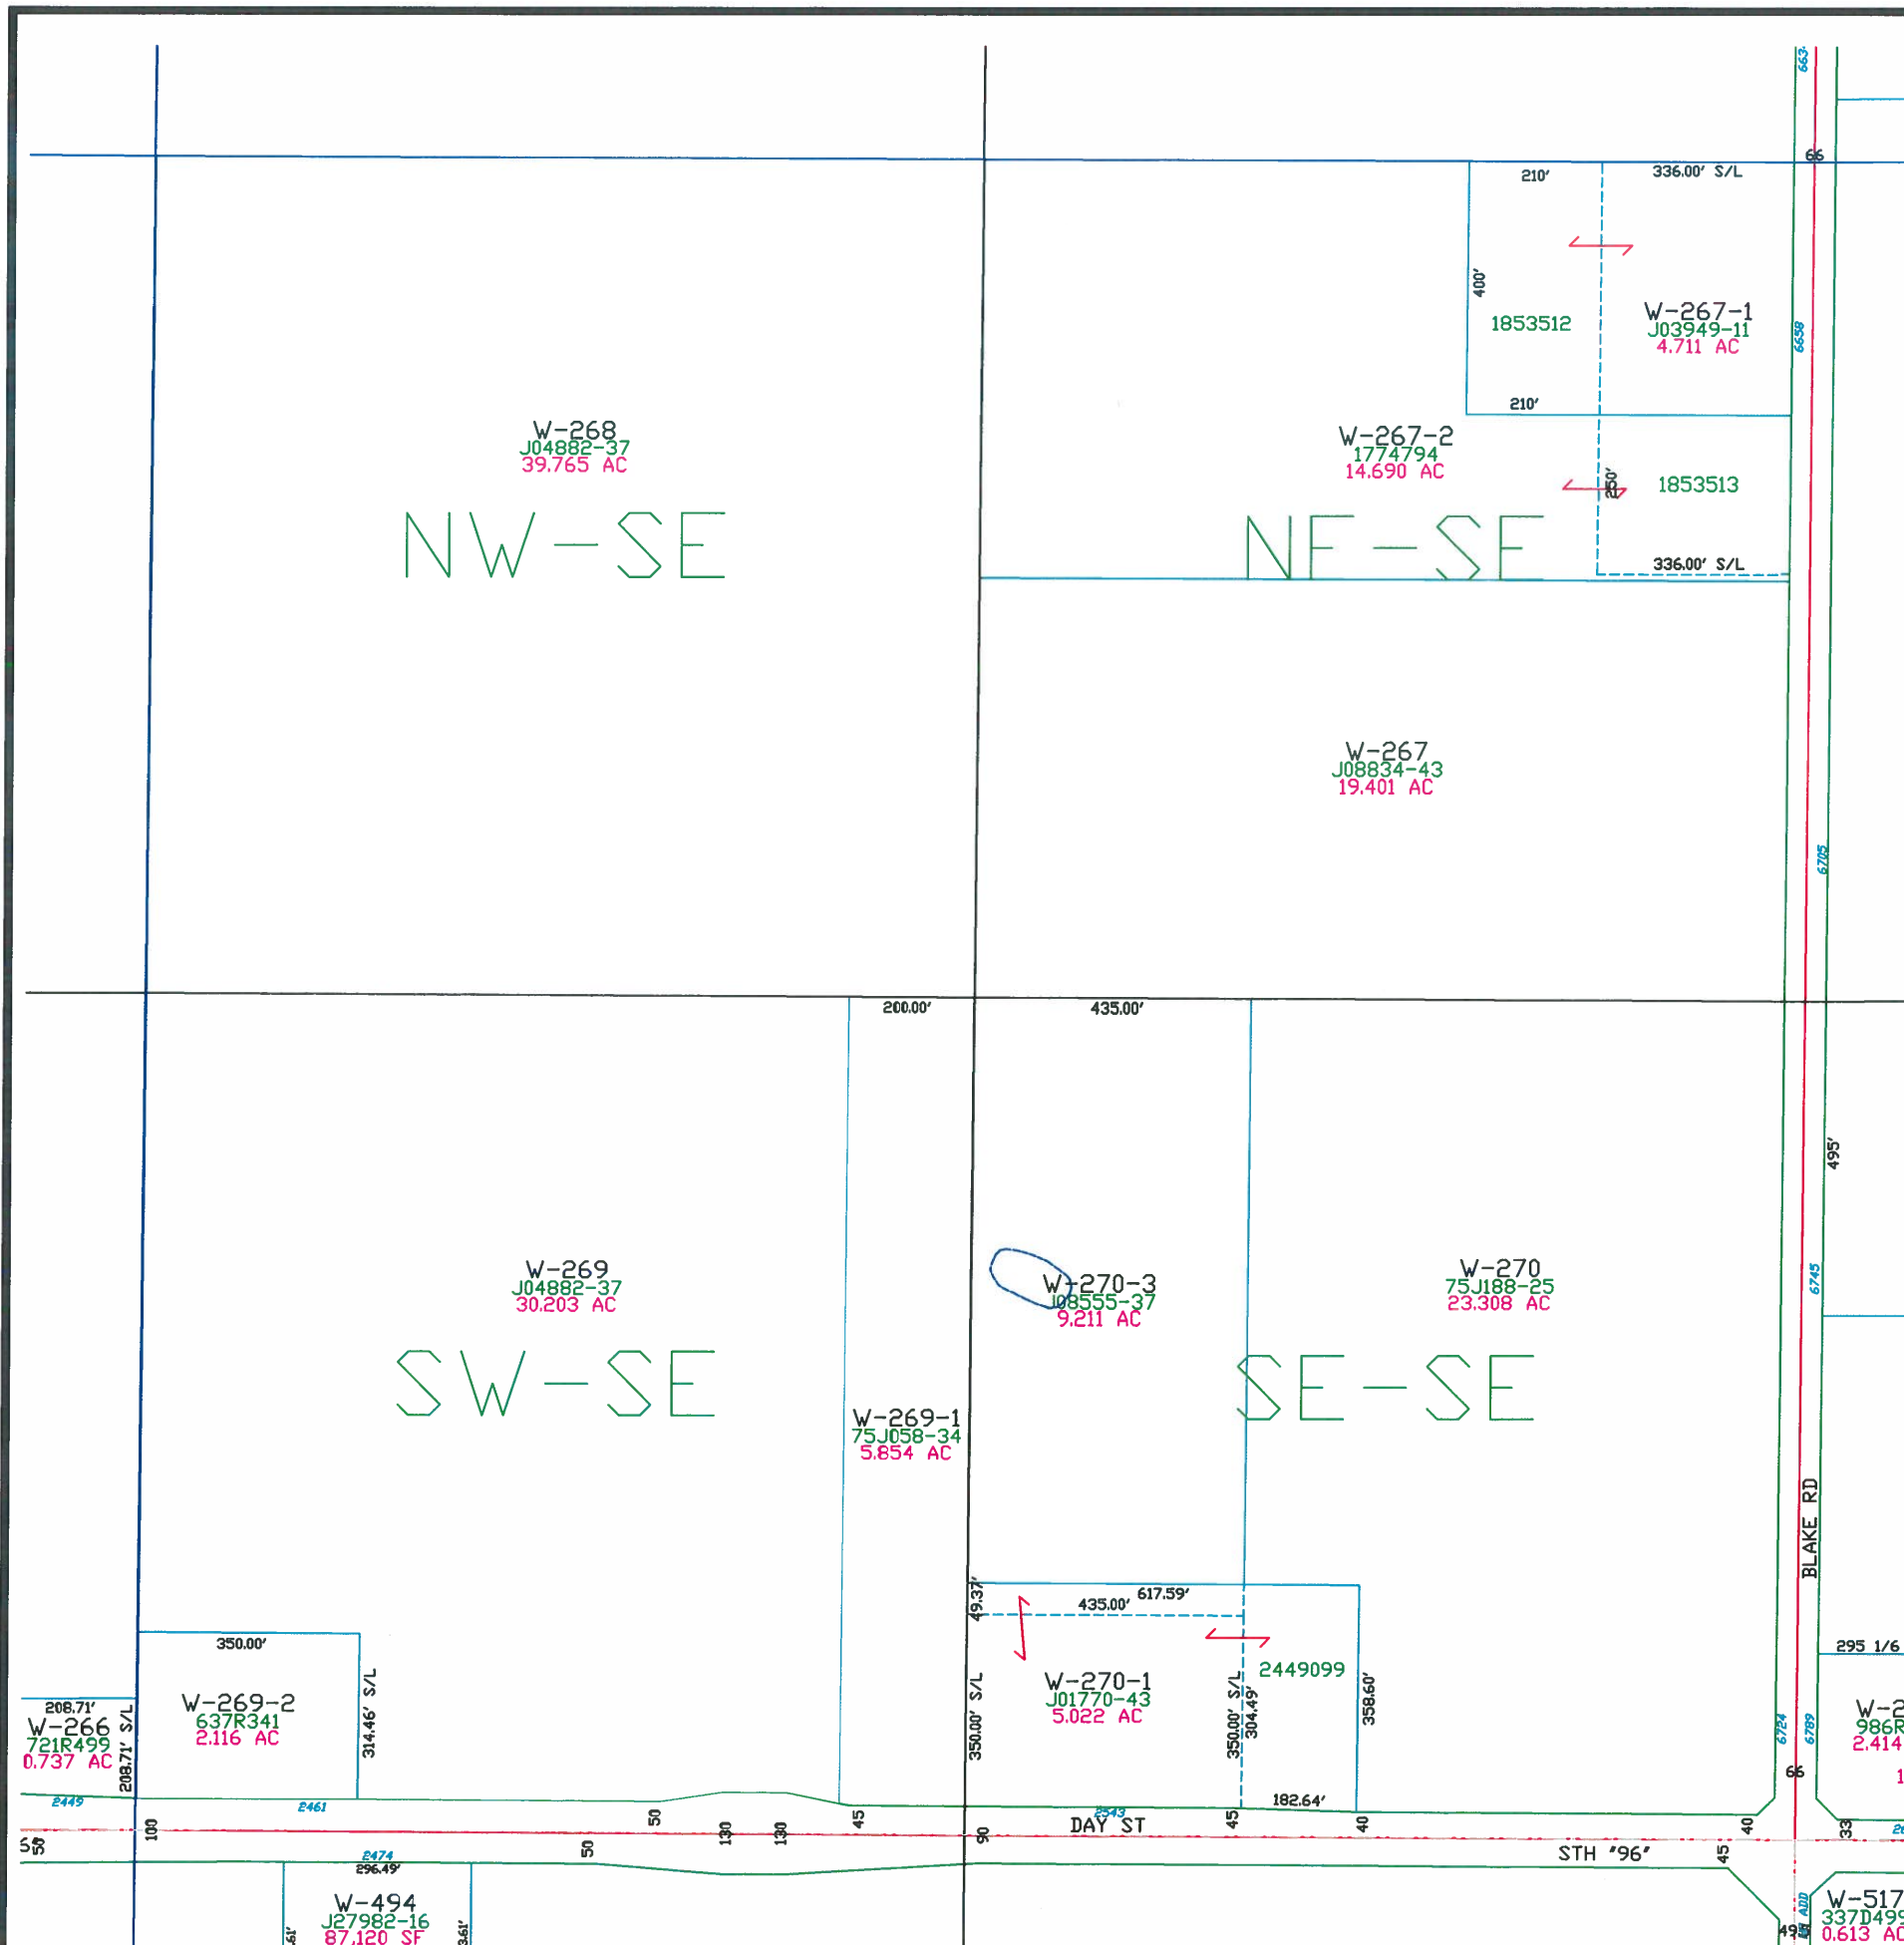 663
66
210'
336.00' S/L
400'
W-267-1
J03949-11
4.711 AC
1853512
6658
210'
W-268
J04882-37
39.765 AC
W-267-2
1774794
14.690 AC
250'
1853513
NW-SE
NE-SE
336.00' S/L
W-267
J08834-43
19.401 AC
6705
200.00'
435.00'
495'
W-269
J04882-37
30.203 AC
W-270-3
J08555-37
9.211 AC
W-270
75J188-25
23.308 AC
6745
SW-SE
SE-SE
W-269-1
75J058-34
5.854 AC
BLAKE RD
49.37'
617.59'
435.00'
350.00'
295 1/6
314.46' S/L
2449099
W-270-1
J01770-43
5.022 AC
350.00' S/L
350.00' S/L
304.49'
358.60'
W-269-2
637R341
2.116 AC
208.71'
W-266
721R499
0.737 AC
208.71' S/L
6724
6789
W-2
986R
2.414
1
66
2449
2461
2543
182.64'
100
50
50
130
130
45
90
DAY ST
45
40
40
33
45
STH "96"
2474
296.49'
W-494
J27982-16
87,120 SF
W-517
337D499
0.613 AC